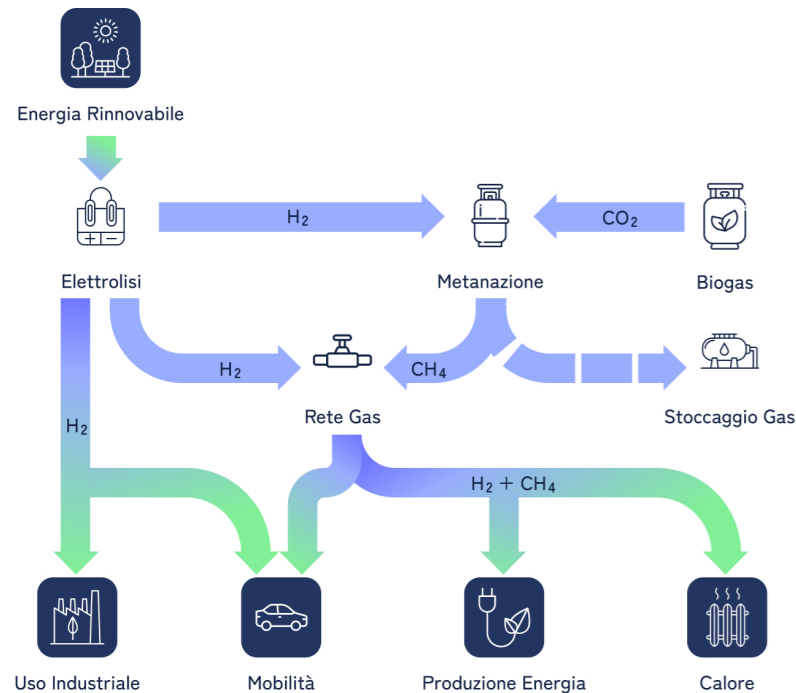 Energia Rinnovabile
H₂
CO₂
Elettrolisi
Metanazione
Biogas
H₂
CH₄
Rete Gas
Stoccaggio Gas
H₂
H₂ + CH₄
Uso Industriale
Mobilità
Produzione Energia
Calore